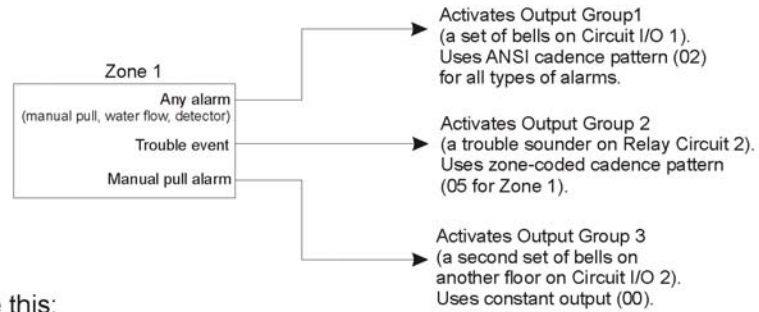 Zone 1
Any alarm
(manual pull, water flow, detector)
Trouble event
Manual pull alarm
Activates Output Group1
(a set of bells on Circuit I/O 1).
Uses ANSI cadence pattern (02)
for all types of alarms.
Activates Output Group 2
(a trouble sounder on Relay Circuit 2).
Uses zone-coded cadence pattern
(05 for Zone 1).
Activates Output Group 3
(a second set of bells on
another floor on Circuit I/O 2).
Uses constant output (00).
this: